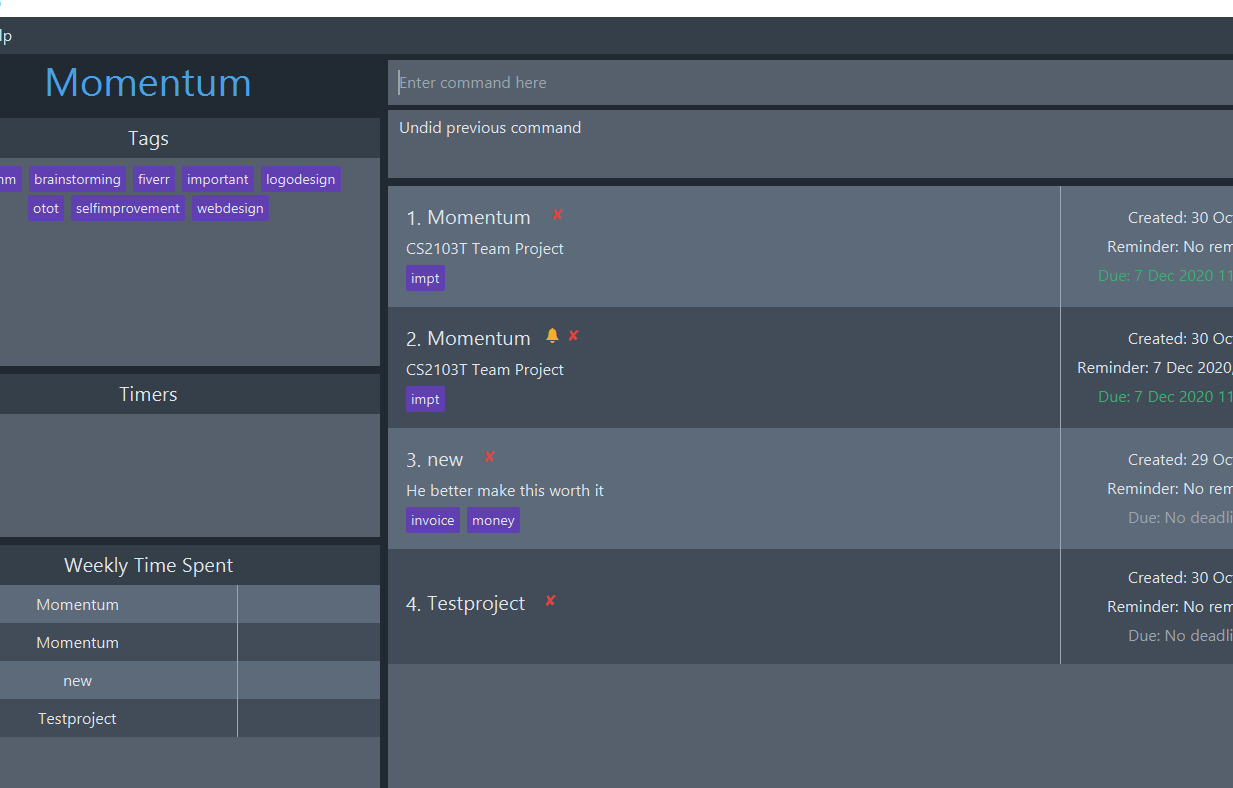 lp
Momentum
Tags
brainstorming fiverr important logodesign
otot selfimprovement webdesign
Timers
Weekly Time Spent
Momentum
Momentum
new
Testproject
Enter command here
Undid previous command
1. Momentum ✘
CS2103T Team Project
impt
Created: 30 Oc
Reminder: No rem
Due: 7 Dec 2020 11
2. Momentum 🔔 ✘
CS2103T Team Project
impt
Created: 30 Oc
Reminder: 7 Dec 2020,
Due: 7 Dec 2020 11
3. new ✘
He better make this worth it
invoice money
Created: 29 Oc
Reminder: No rem
Due: No deadli
4. Testproject ✘
Created: 30 Oc
Reminder: No rem
Due: No deadli